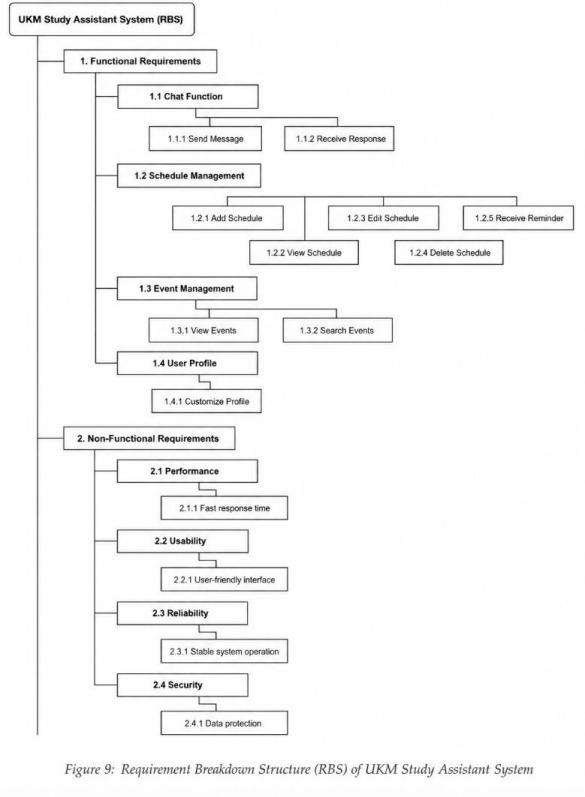 UKM Study Assistant System (RBS)
1. Functional Requirements
1.1 Chat Function
1.1.1 Send Message
1.1.2 Receive Response
1.2 Schedule Management
1.2.1 Add Schedule
1.2.3 Edit Schedule
1.2.5 Receive Reminder
1.2.2 View Schedule
1.2.4 Delete Schedule
1.3 Event Management
1.3.1 View Events
1.3.2 Search Events
1.4 User Profile
1.4.1 Customize Profile
2. Non-Functional Requirements
2.1 Performance
2.1.1 Fast response time
2.2 Usability
2.2.1 User-friendly interface
2.3 Reliability
2.3.1 Stable system operation
2.4 Security
2.4.1 Data protection
Figure 9: Requirement Breakdown Structure (RBS) of UKM Study Assistant System